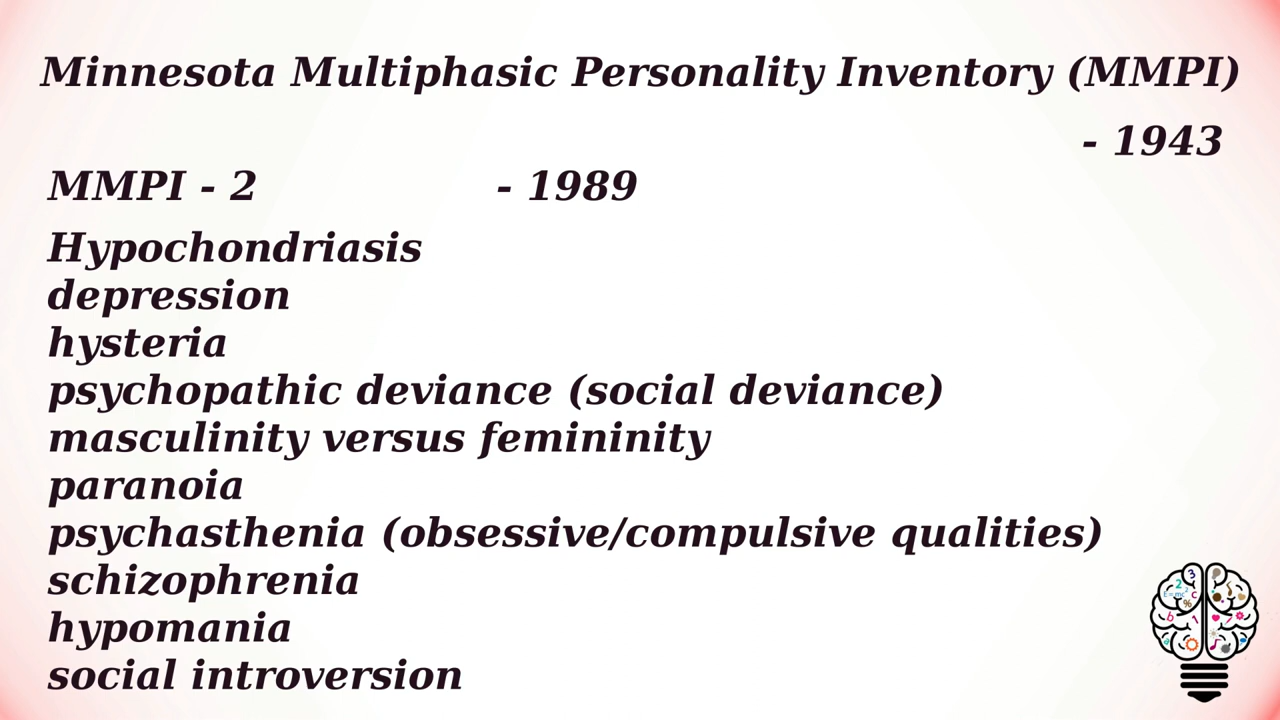 Minnesota Multiphasic Personality Inventory (MMPI)
- 1943
MMPI - 2 - 1989
Hypochondriasis
depression
hysteria
psychopathic deviance (social deviance)
masculinity versus femininity
paranoia
psychasthenia (obsessive/compulsive qualities)
schizophrenia
hypomania
social introversion